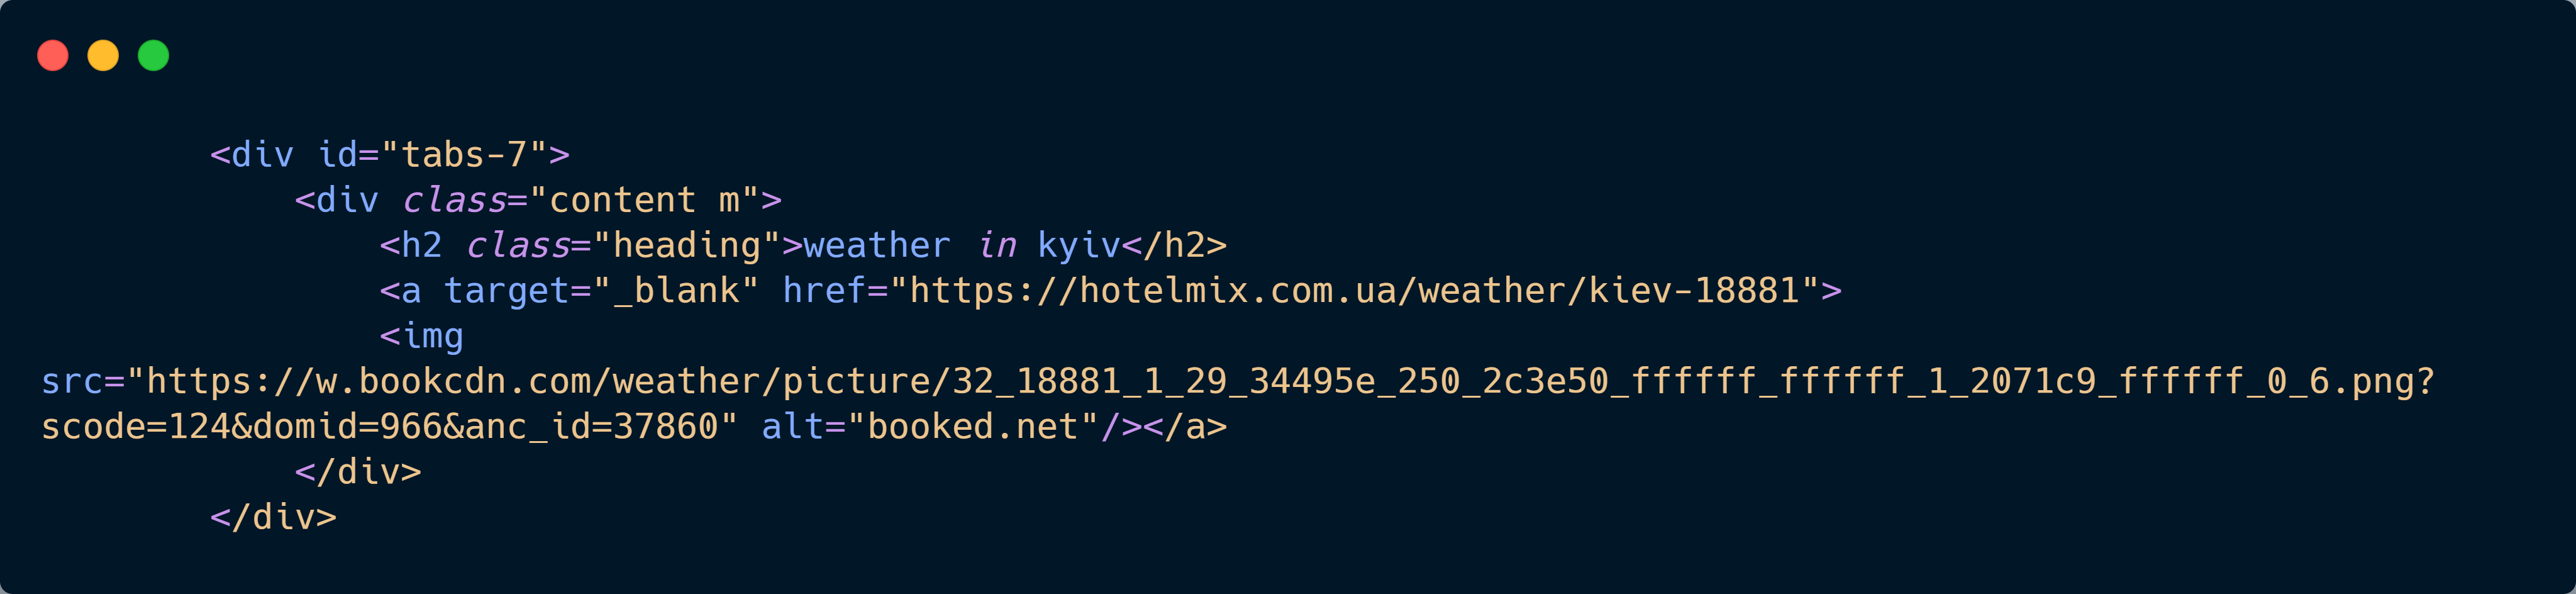 <div id="tabs-7">
<div class="content m">
<h2 class="heading">weather in kyiv</h2>
<a target="_blank" href="https://hotelmix.com.ua/weather/kiev-18881">
<img
src="https://w.bookcdn.com/weather/picture/32_18881_1_29_34495e_250_2c3e50_ffffff_ffffff_1_2071c9_ffffff_0_6.png?
scode=124&domid=966&anc_id=37860" alt="booked.net"/></a>
</div>
</div>